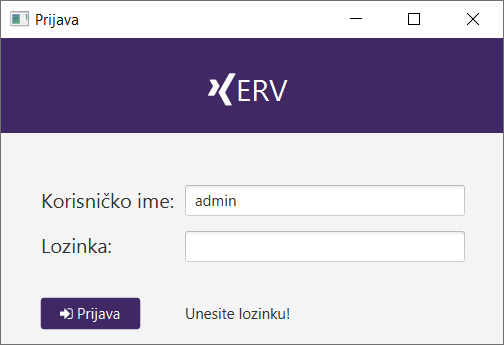 Prijava
ERV
Korisničko ime: admin
Lozinka:
Prijava Unesite lozinku!